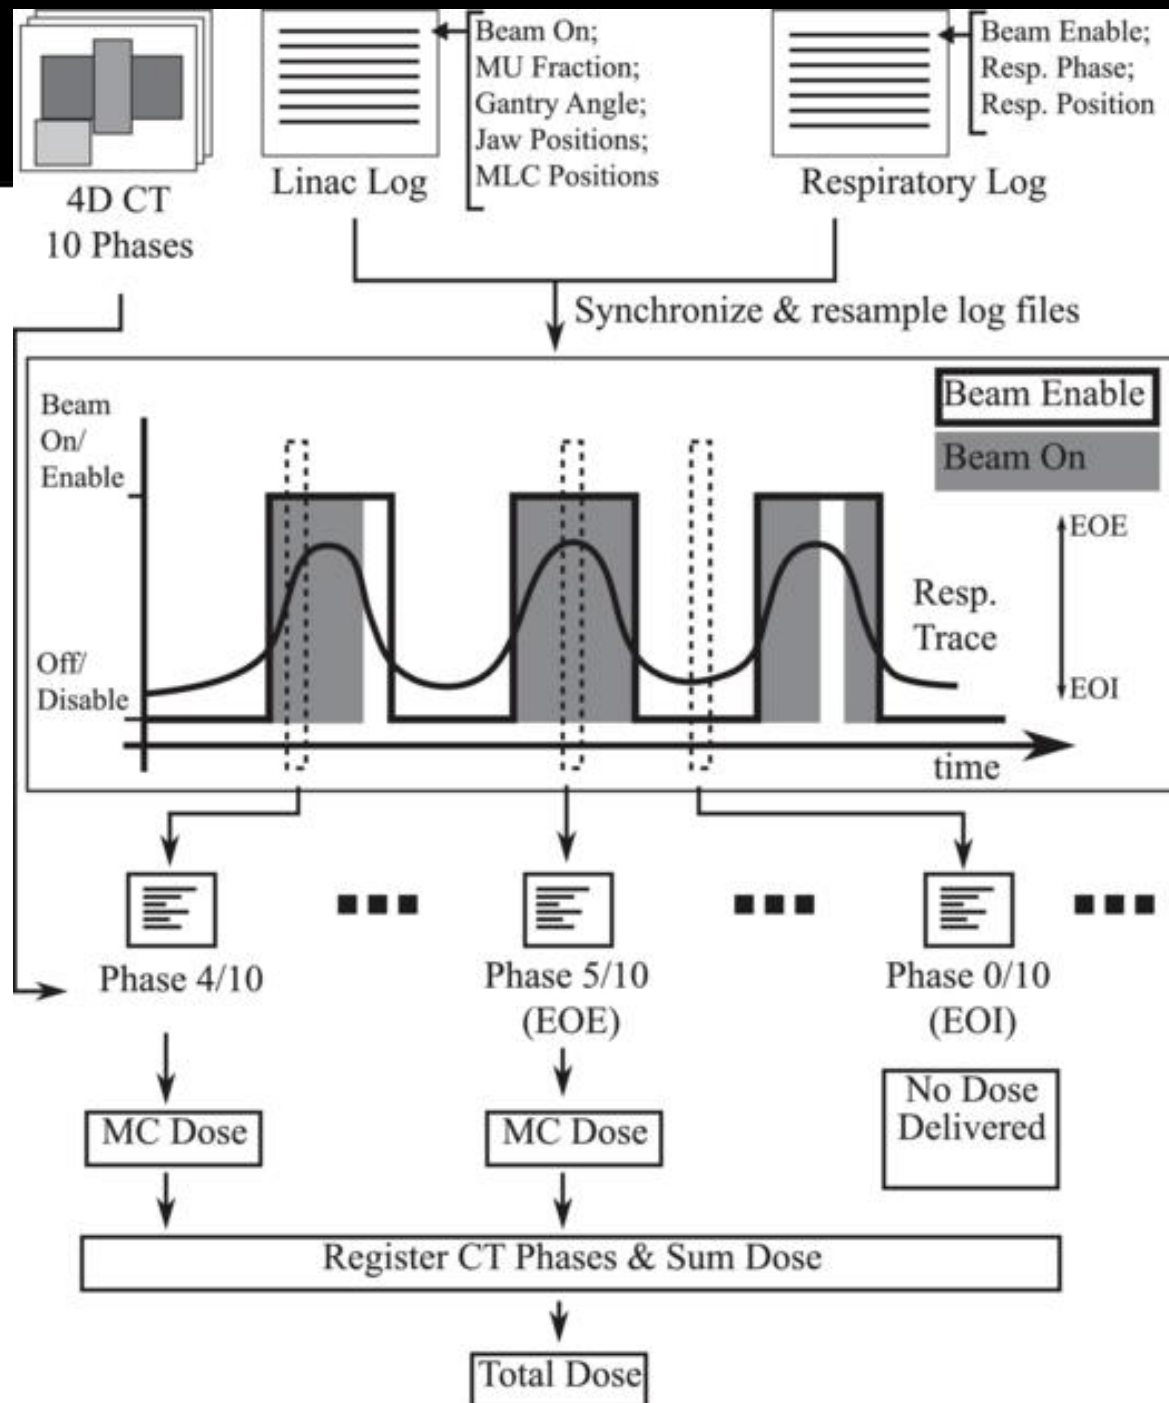 4D CT
10 Phases
Linac Log
Beam On;
MU Fraction;
Gantry Angle;
Jaw Positions;
MLC Positions
Respiratory Log
Beam Enable;
Resp. Phase;
Resp. Position
Synchronize & resample log files
Beam
On/
Enable
Off/
Disable
Beam Enable
Beam On
EOE
Resp.
Trace
EOI
time
Phase 4/10
Phase 5/10
(EOE)
Phase 0/10
(EOI)
MC Dose
MC Dose
No Dose
Delivered
Register CT Phases & Sum Dose
Total Dose